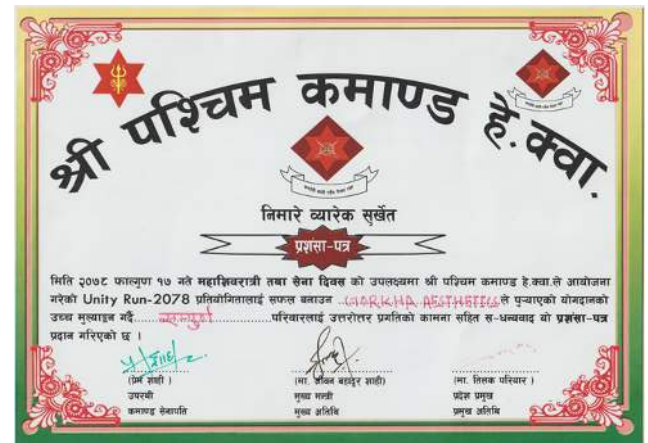 श्री पश्चिम कमाण्ड हे.क्वा.
निमारे ब्यारेक सुर्खेत
प्रशंसा-पत्र
मिति २०७८ फाल्गुण १७ गते महाशिवरात्री तथा सेना दिवस को उपलक्ष्यमा श्री पश्चिम कमाण्ड हे.क्वा.ले आयोजना
गरेको Unity Run-2078 प्रतियोगितालाई सफल बनाउन GORKHA AESTHETICS ले पुऱ्याएको योगदानको
उच्च मुल्याङ्कन गर्दै सम्पूर्ण परिवारलाई उत्तरोत्तर प्रगतिको कामना सहित स-धन्यवाद यो प्रशंसा-पत्र
प्रदान गरिएको छ ।
(प्रेम शाही ) (मा. जीवन बहादुर शाही) (मा. तिलक परियार )
उपरथी मुख्य मन्त्री प्रदेश प्रमुख
कमाण्ड सेनापति मुख्य अतिथि प्रमुख अतिथि